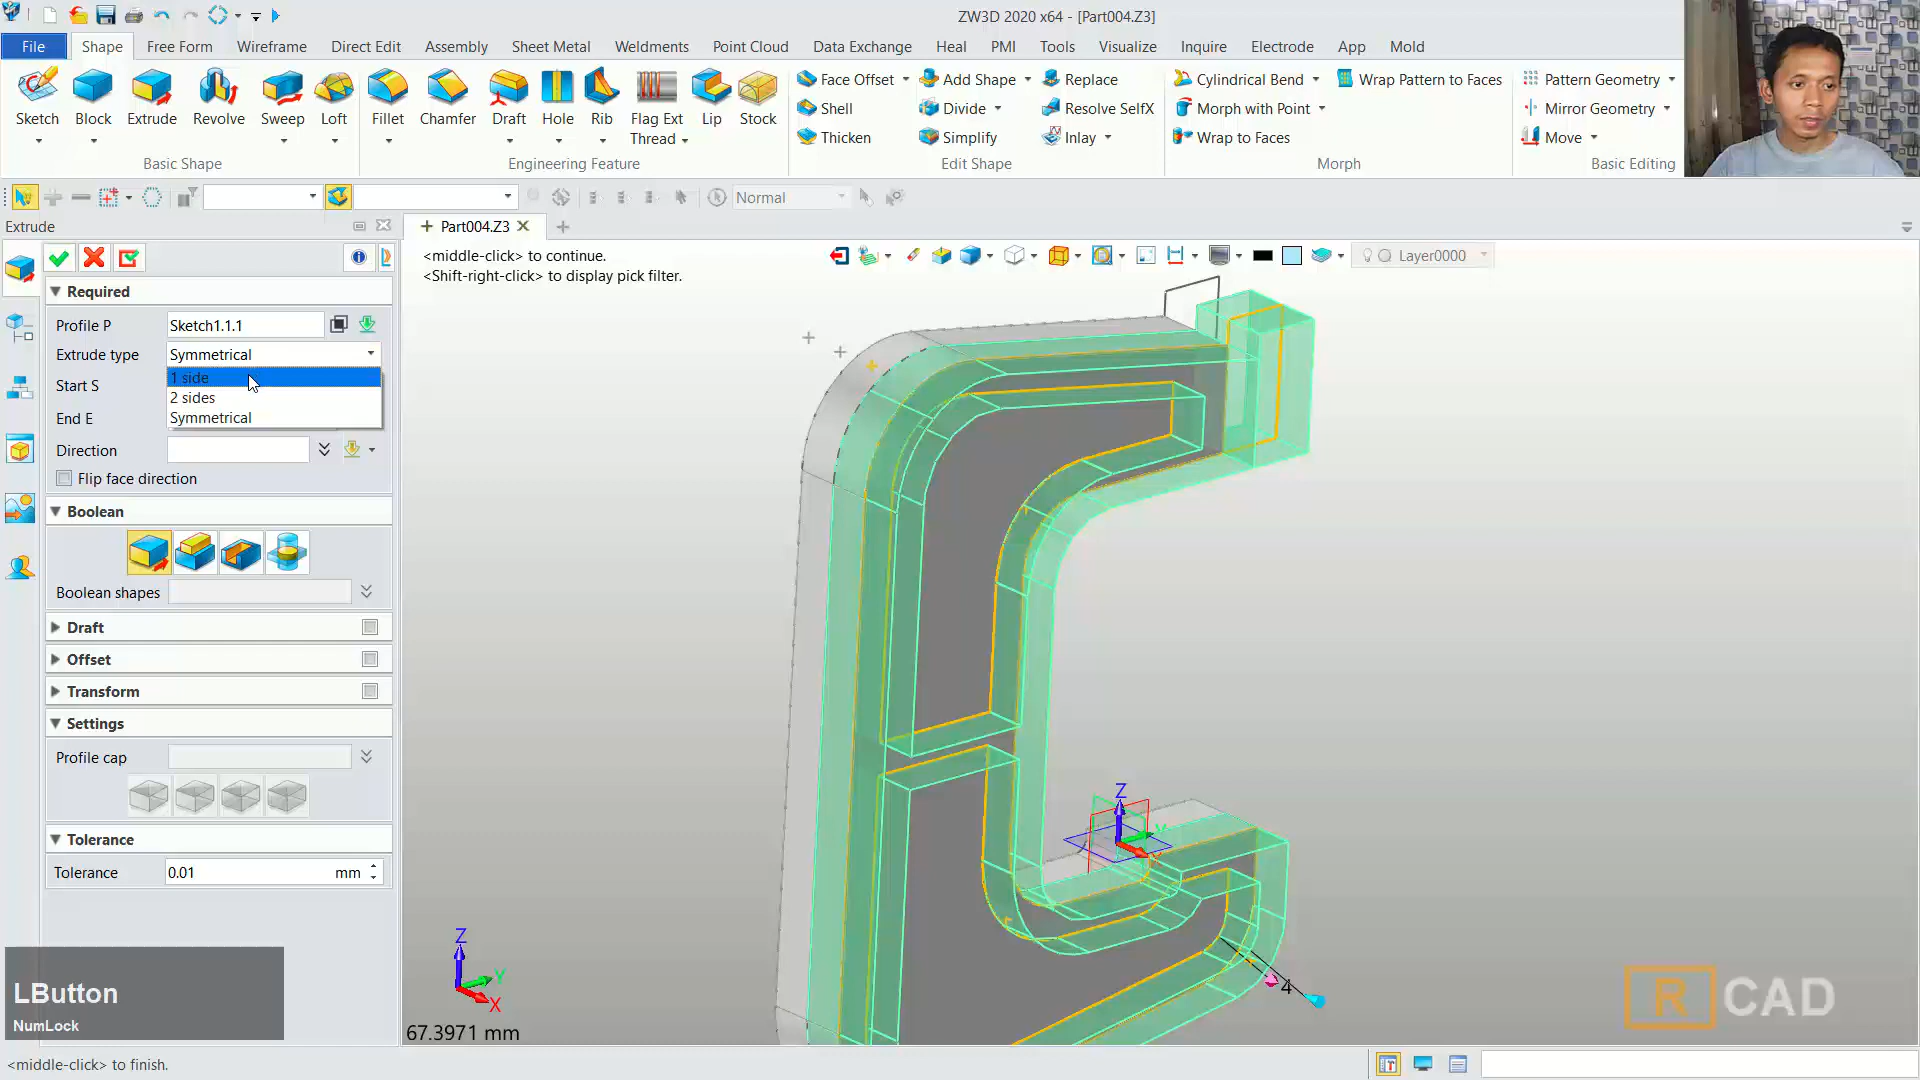 ZW3D 2020 x64 - [Part004.Z3]
File Shape Free Form Wireframe Direct Edit Assembly Sheet Metal Weldments Point Cloud Data Exchange Heal PMI Tools Visualize Inquire Electrode App Mold
Sketch Block Extrude Revolve Sweep Loft Fillet Chamfer Draft Hole Rib Flag Ext Thread Lip Stock
Face Offset Add Shape Replace Cylindrical Bend Wrap Pattern to Faces Pattern Geometry
Shell Divide Resolve SelfX Morph with Point Mirror Geometry
Thicken Simplify Inlay Wrap to Faces Move
Basic Shape Engineering Feature Edit Shape Morph Basic Editing
Normal
Extrude
Part004.Z3
<middle-click> to continue.
<Shift-right-click> to display pick filter.
Layer0000
Required
Profile P Sketch1.1.1
Extrude type Symmetrical
1 side
Start S
2 sides
End E
Symmetrical
Direction
Flip face direction
Boolean
Boolean shapes
Draft
Offset
Transform
Settings
Profile cap
Tolerance
Tolerance 0.01 mm
Z
Y
4
LButton
NumLock
Z
Y
X
67.3971 mm
R CAD
<middle-click> to finish.